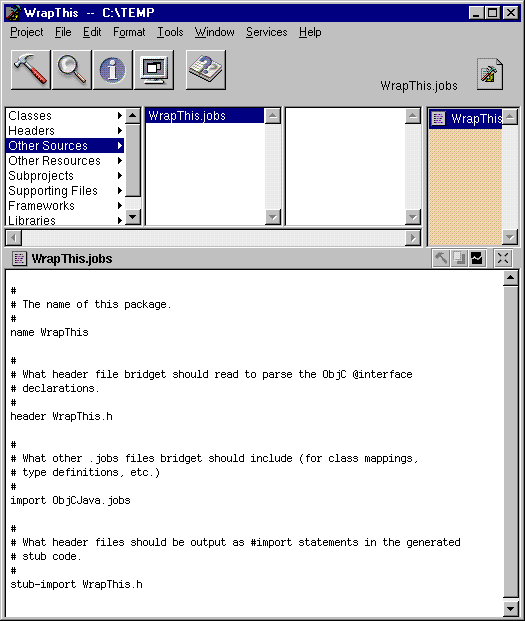 WrapThis -- C:\TEMP
Project File Edit Format Tools Window Services Help
WrapThis.jobs
Classes
Headers
Other Sources
Other Resources
Subprojects
Supporting Files
Frameworks
Libraries
WrapThis.jobs
WrapThis
WrapThis.jobs
#
# The name of this package.
#
name WrapThis
#
# What header file bridget should read to parse the ObjC @interface
# declarations.
#
header WrapThis.h
#
# What other .jobs files bridget should include (for class mappings,
# type definitions, etc.)
#
import ObjCJava.jobs
#
# What header files should be output as #import statements in the generated
# stub code.
#
stub-import WrapThis.h